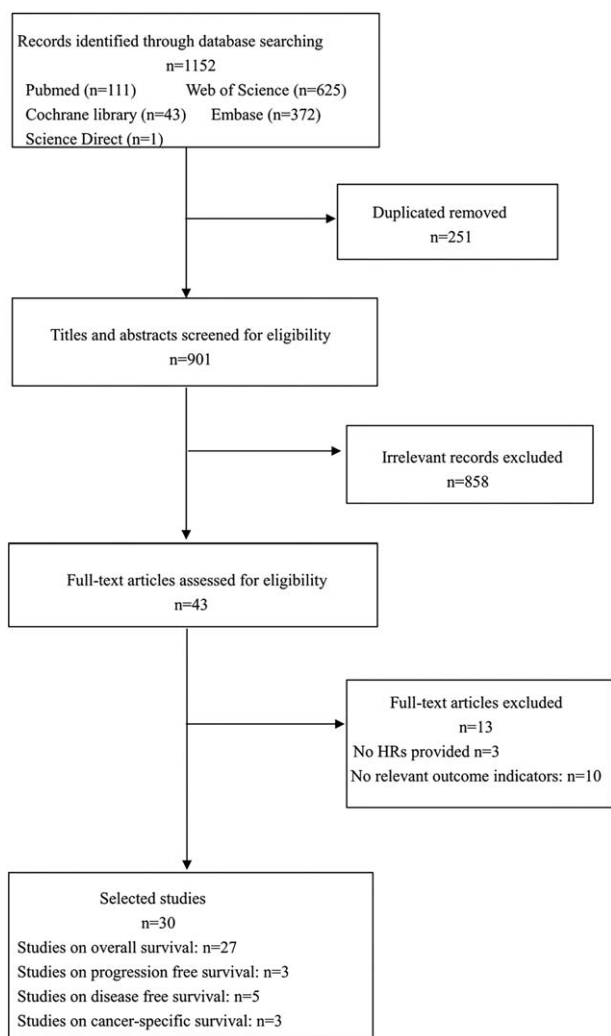 Records identified through database searching
n=1152
Pubmed (n=111) Web of Science (n=625)
Cochrane library (n=43) Embase (n=372)
Science Direct (n=1)
Duplicated removed
n=251
Titles and abstracts screened for eligibility
n=901
Irrelevant records excluded
n=858
Full-text articles assessed for eligibility
n=43
Full-text articles excluded
n=13
No HRs provided n=3
No relevant outcome indicators: n=10
Selected studies
n=30
Studies on overall survival: n=27
Studies on progression free survival: n=3
Studies on disease free survival: n=5
Studies on cancer-specific survival: n=3